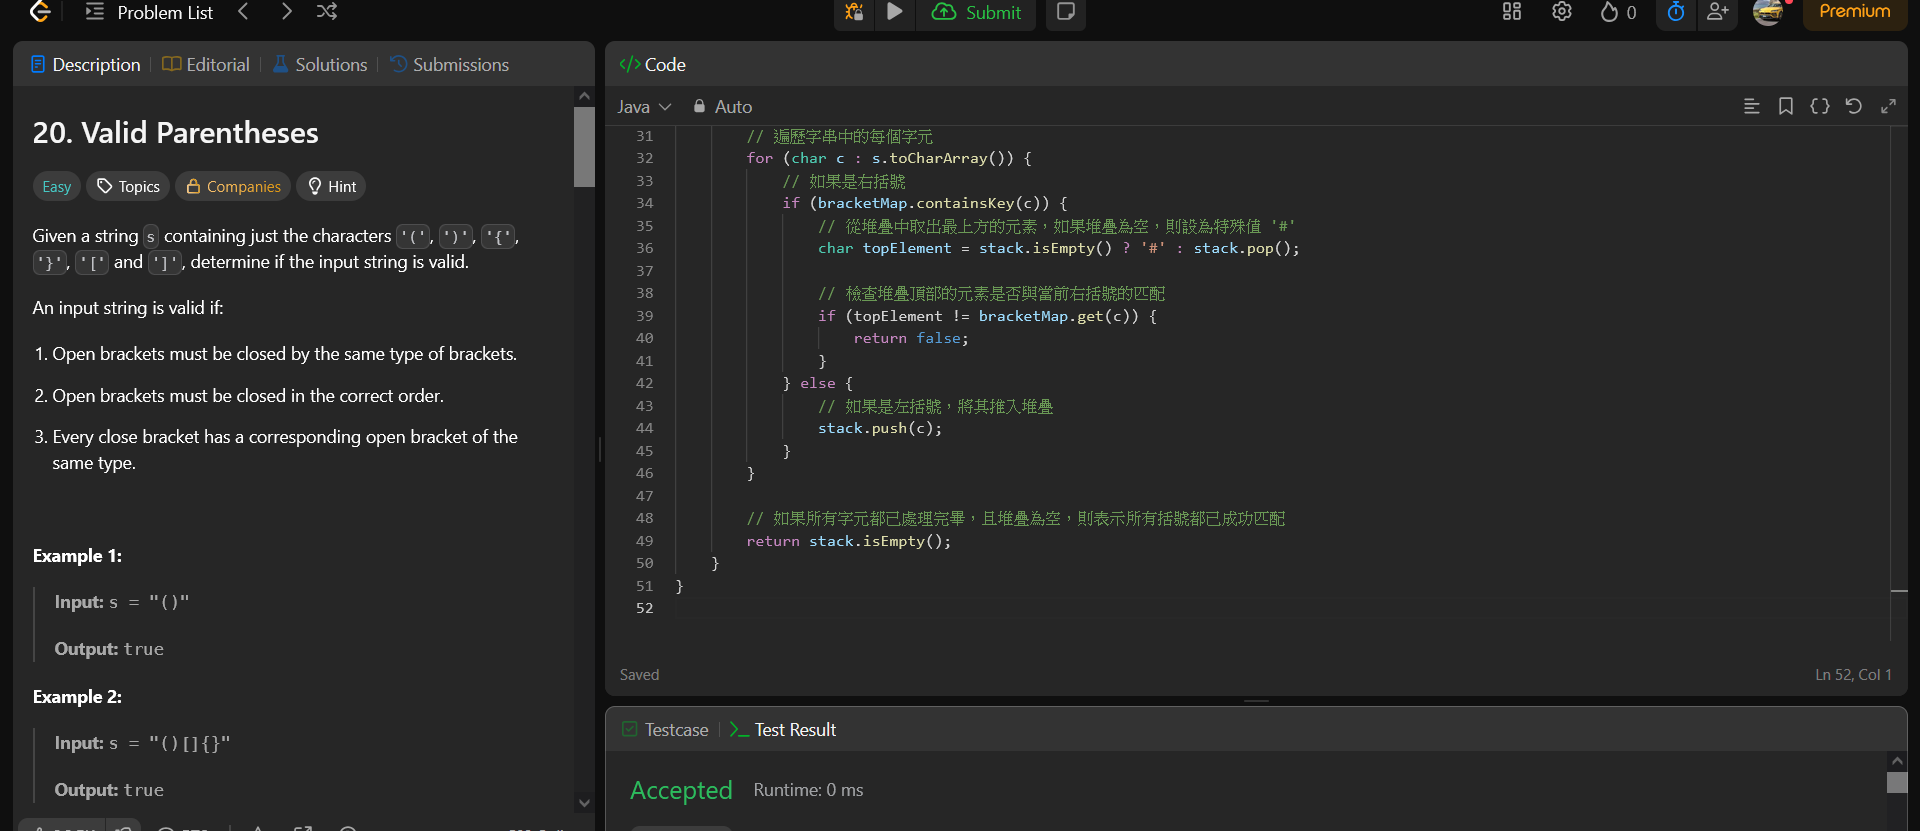 Problem List
Submit
0
Premium
Description
Editorial
Solutions
Submissions
20. Valid Parentheses
Easy
Topics
Companies
Hint
Given a string s containing just the characters '(', ')', '{',
'}', '[' and ']', determine if the input string is valid.
An input string is valid if:
1. Open brackets must be closed by the same type of brackets.
2. Open brackets must be closed in the correct order.
3. Every close bracket has a corresponding open bracket of the
same type.
Example 1:
Input: s = "()"
Output: true
Example 2:
Input: s = "()[]{}"
Output: true
</> Code
Java
Auto
31 // 遍歷字串中的每個字元
32 for (char c : s.toCharArray()) {
33 // 如果是右括號
34 if (bracketMap.containsKey(c)) {
35 // 從堆疊中取出最上方的元素，如果堆疊為空，則設為特殊值 '#'
36 char topElement = stack.isEmpty() ? '#' : stack.pop();
37
38 // 檢查堆疊頂部的元素是否與當前右括號的匹配
39 if (topElement != bracketMap.get(c)) {
40 return false;
41 }
42 } else {
43 // 如果是左括號，將其推入堆疊
44 stack.push(c);
45 }
46 }
47
48 // 如果所有字元都已處理完畢，且堆疊為空，則表示所有括號都已成功匹配
49 return stack.isEmpty();
50 }
51 }
52
Saved
Ln 52, Col 1
Testcase
Test Result
Accepted
Runtime: 0 ms